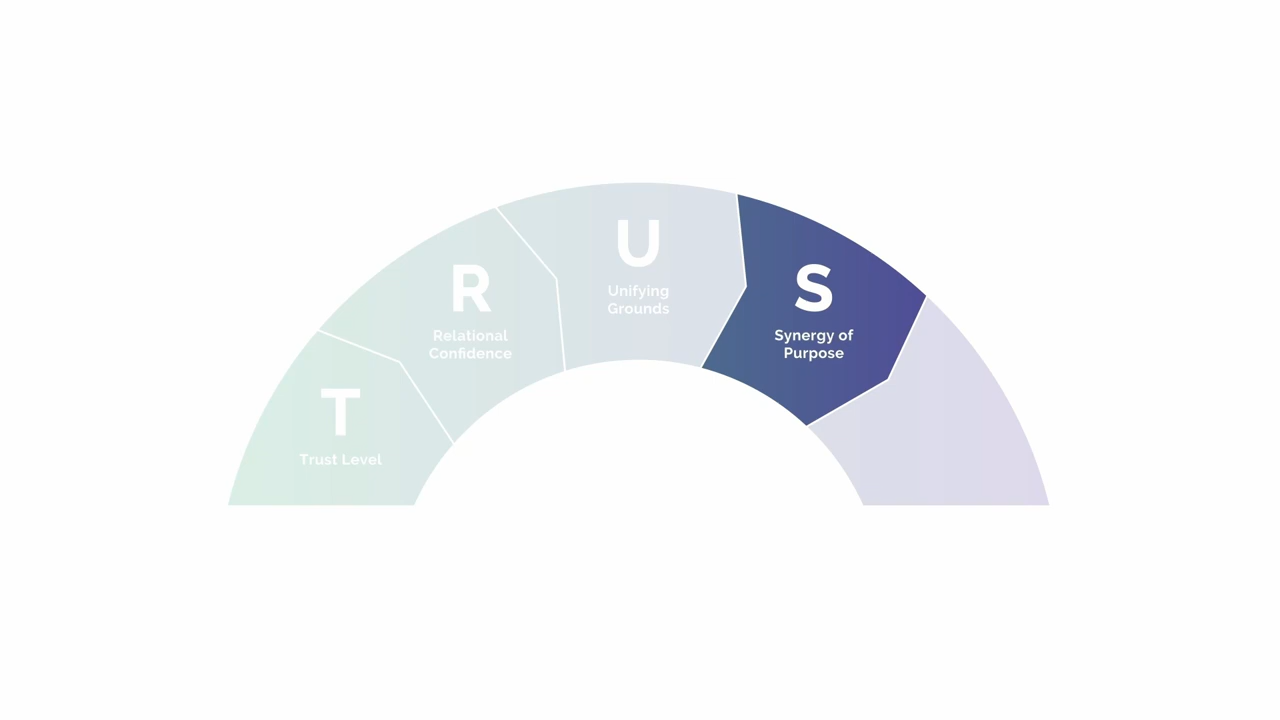 T
Trust Level
R
Relational
Confidence
U
Unifying
Grounds
S
Synergy of
Purpose